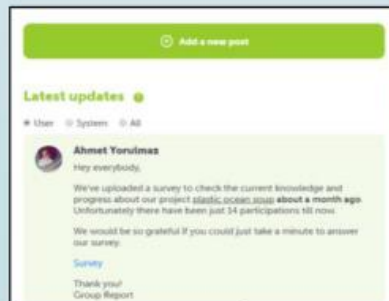 Add a new post
Latest updates
User System All
Ahmet Yorulmaz
Hey everybody,
We've uploaded a survey to check the current knowledge and
progress about our project plastic ocean soup about a month ago.
Unfortunately there have been just 14 participations till now.
We would be so grateful if you could just take a minute to answer
our survey.
Survey
Thank you!
Group Report